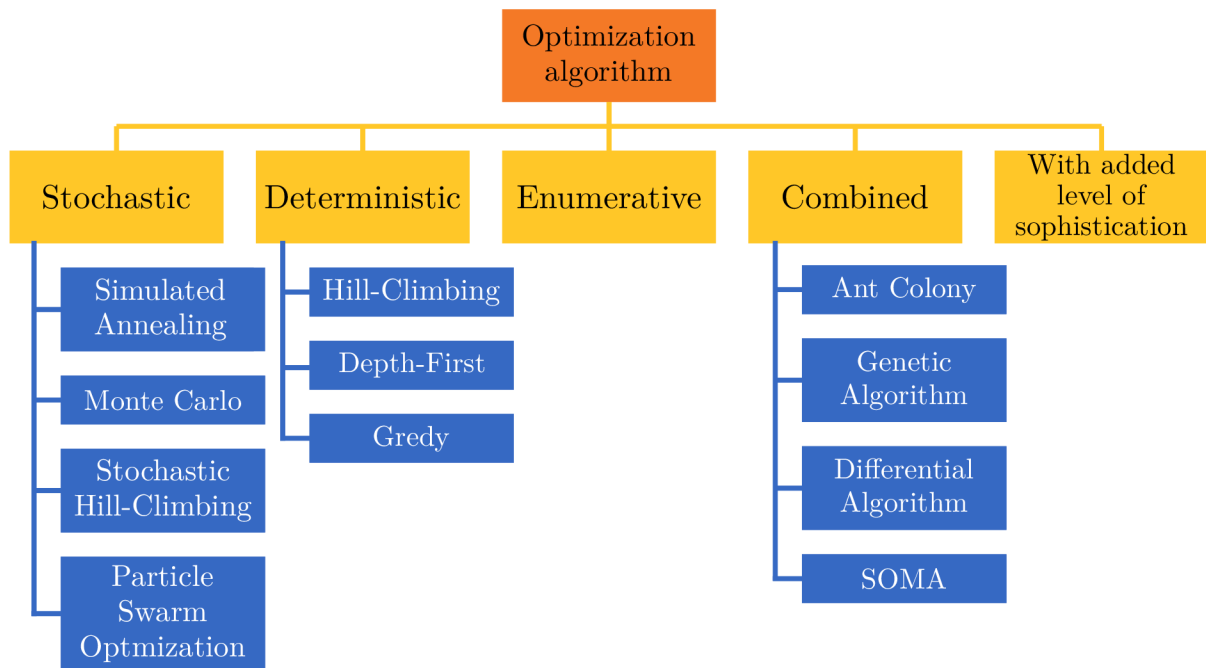 Optimization
algorithm
Stochastic
Deterministic
Enumerative
Combined
With added
level of
sophistication
Simulated
Annealing
Monte Carlo
Stochastic
Hill-Climbing
Particle
Swarm
Optmization
Hill-Climbing
Depth-First
Gredy
Ant Colony
Genetic
Algorithm
Differential
Algorithm
SOMA